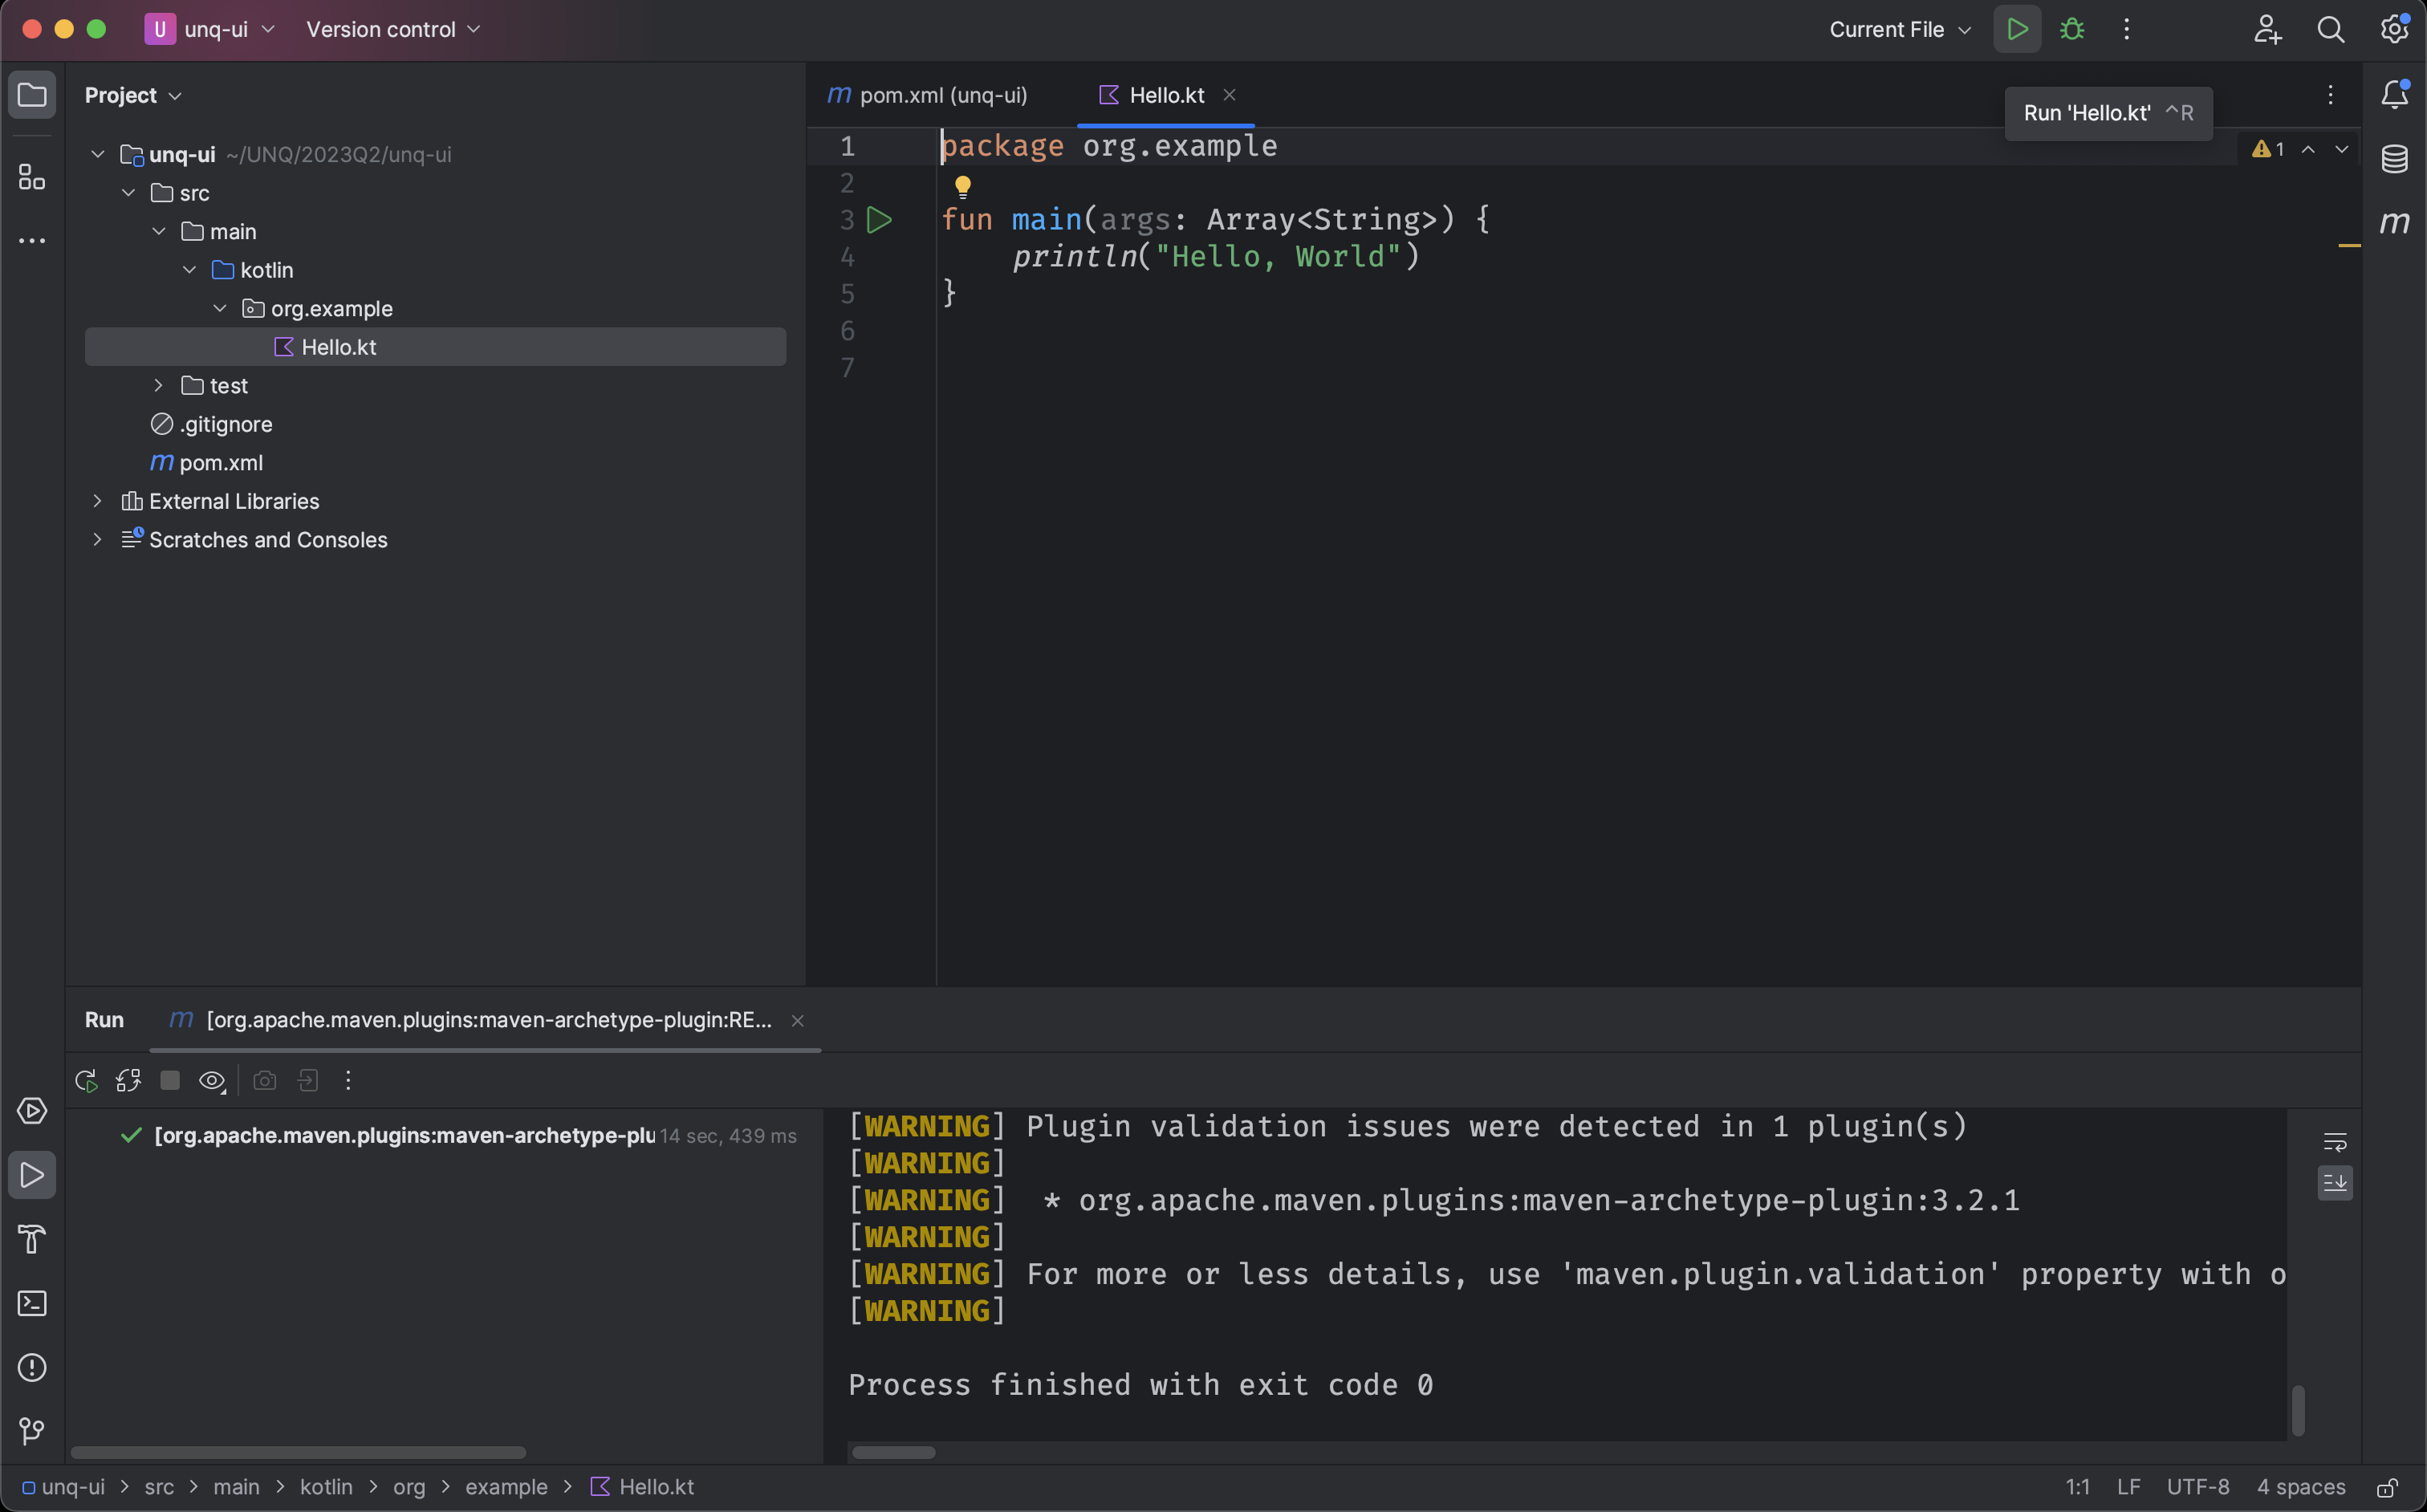 U unq-ui Version control Current File
Project
pom.xml (unq-ui) Hello.kt
Run 'Hello.kt' ^R
unq-ui ~/UNQ/2023Q2/unq-ui
src
main
kotlin
org.example
Hello.kt
test
.gitignore
pom.xml
External Libraries
Scratches and Consoles
1 package org.example
1
2
3 fun main(args: Array<String>) {
4 println("Hello, World")
5 }
6
7
m
Run [org.apache.maven.plugins:maven-archetype-plugin:RE...
[org.apache.maven.plugins:maven-archetype-plu 14 sec, 439 ms
[WARNING] Plugin validation issues were detected in 1 plugin(s)
[WARNING]
[WARNING]  * org.apache.maven.plugins:maven-archetype-plugin:3.2.1
[WARNING]
[WARNING] For more or less details, use 'maven.plugin.validation' property with o
[WARNING]
Process finished with exit code 0
unq-ui > src > main > kotlin > org > example > Hello.kt 1:1 LF UTF-8 4 spaces